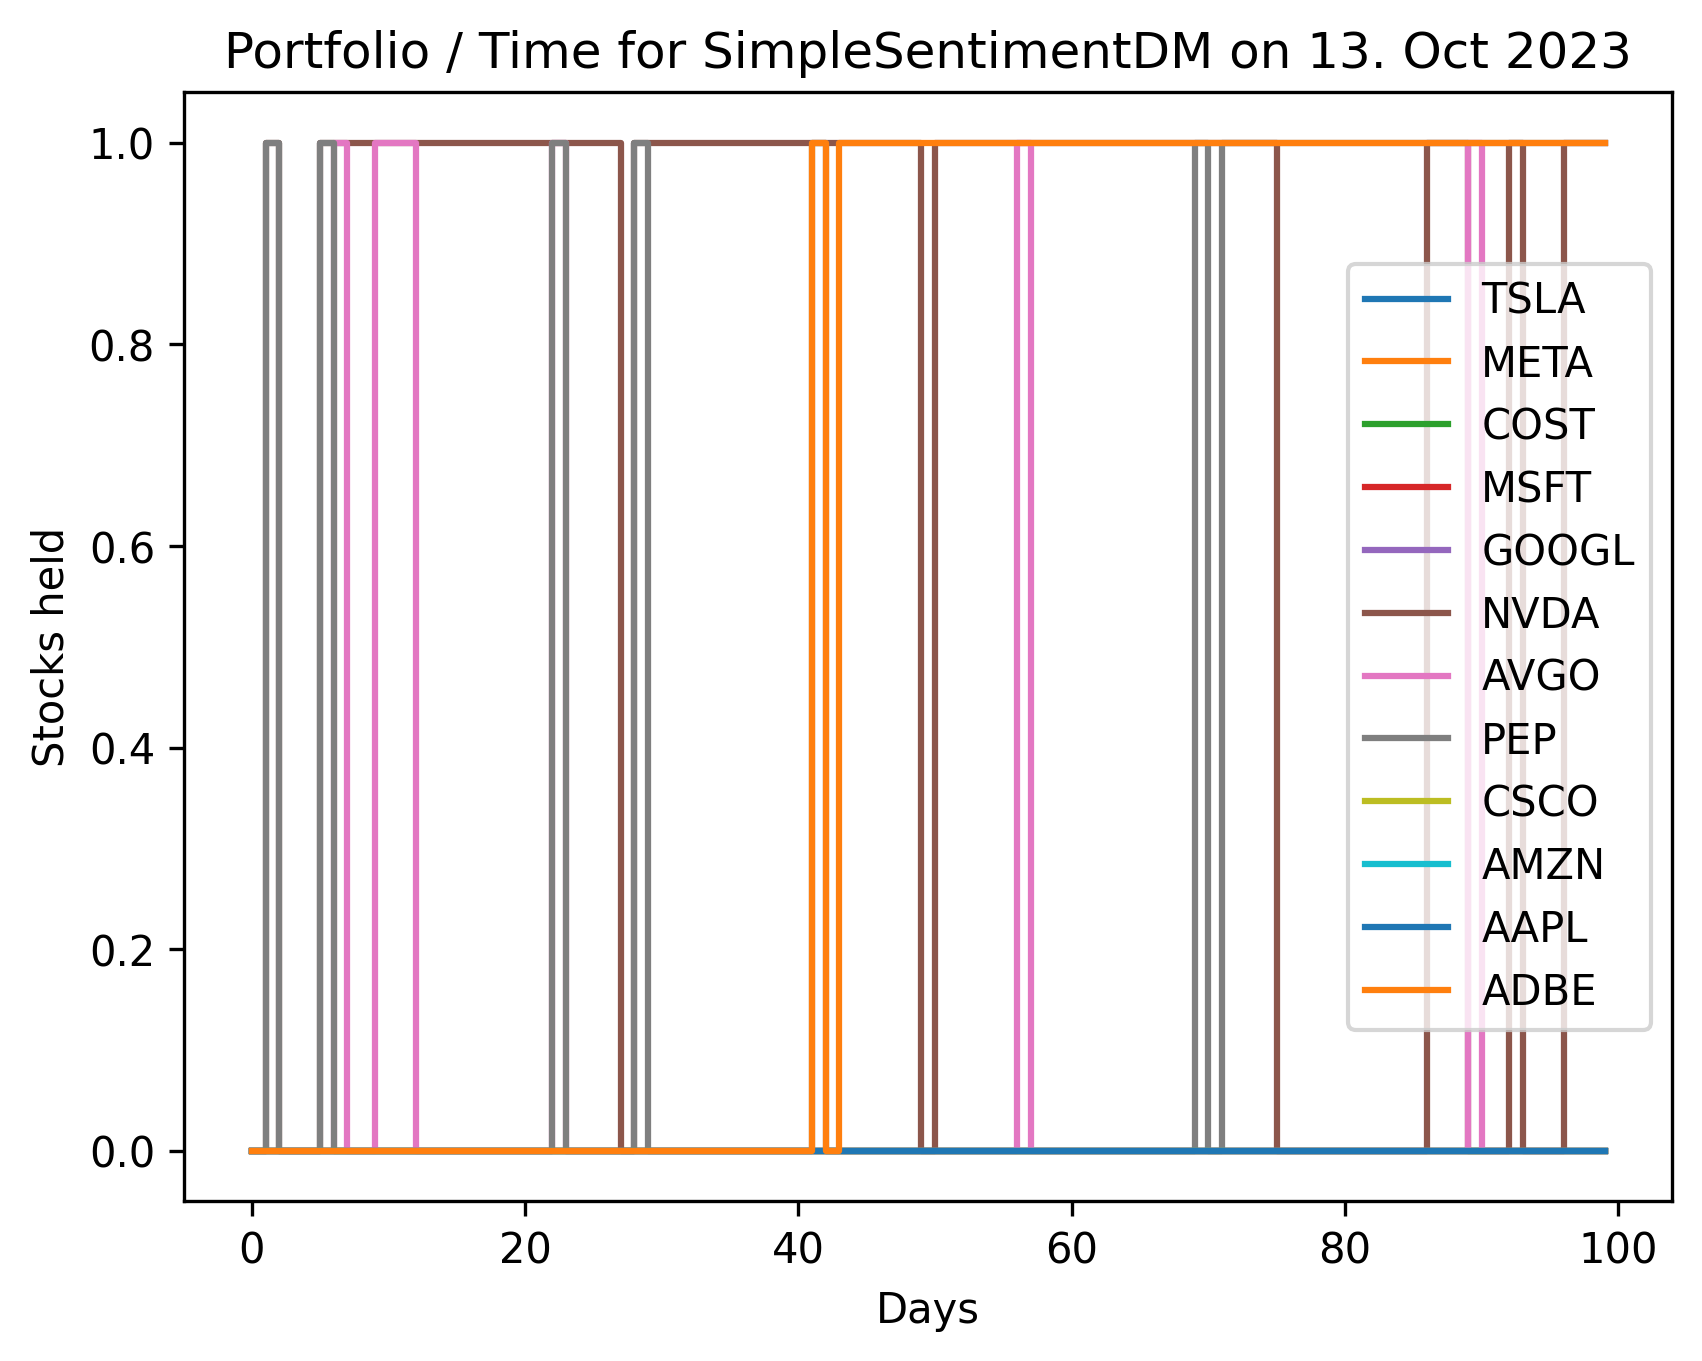 Portfolio / Time for SimpleSentimentDM on 13. Oct 2023
1.0
0.8
0.6
0.4
0.2
0.0
Stocks held
TSLA
META
COST
MSFT
GOOGL
NVDA
AVGO
PEP
CSCO
AMZN
AAPL
ADBE
0 20 40 60 80 100
Days